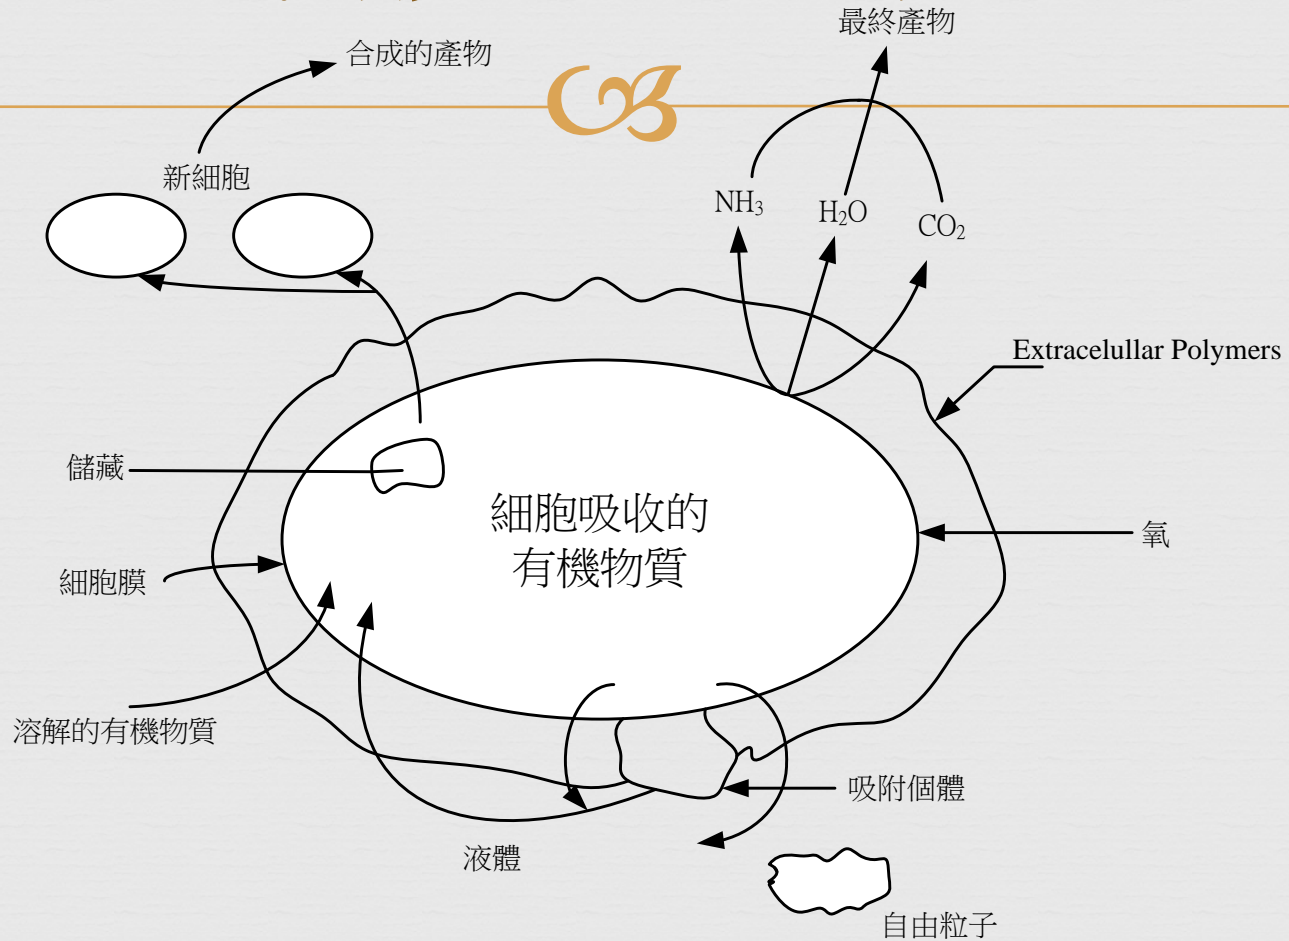 最終產物
合成的產物
新細胞
NH₃
H₂O
CO₂
Extracelullar Polymers
儲藏
細胞吸收的
有機物質
氧
細胞膜
溶解的有機物質
吸附個體
液體
自由粒子